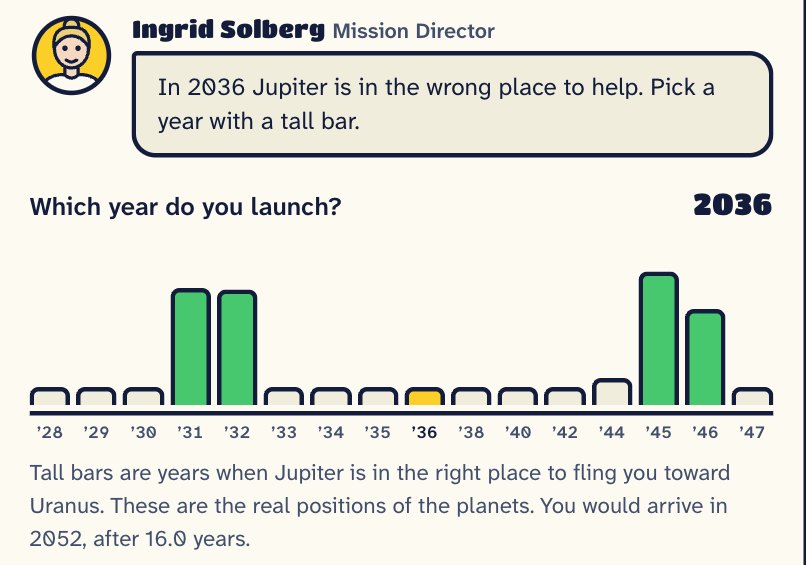 Ingrid Solberg Mission Director
In 2036 Jupiter is in the wrong place to help. Pick a
year with a tall bar.
Which year do you launch?
2036
’28 ’29 ’30 ’31 ’32 ’33 ’34 ’35 ’36 ’38 ’40 ’42 ’44 ’45 ’46 ’47
Tall bars are years when Jupiter is in the right place to fling you toward
Uranus. These are the real positions of the planets. You would arrive in
2052, after 16.0 years.